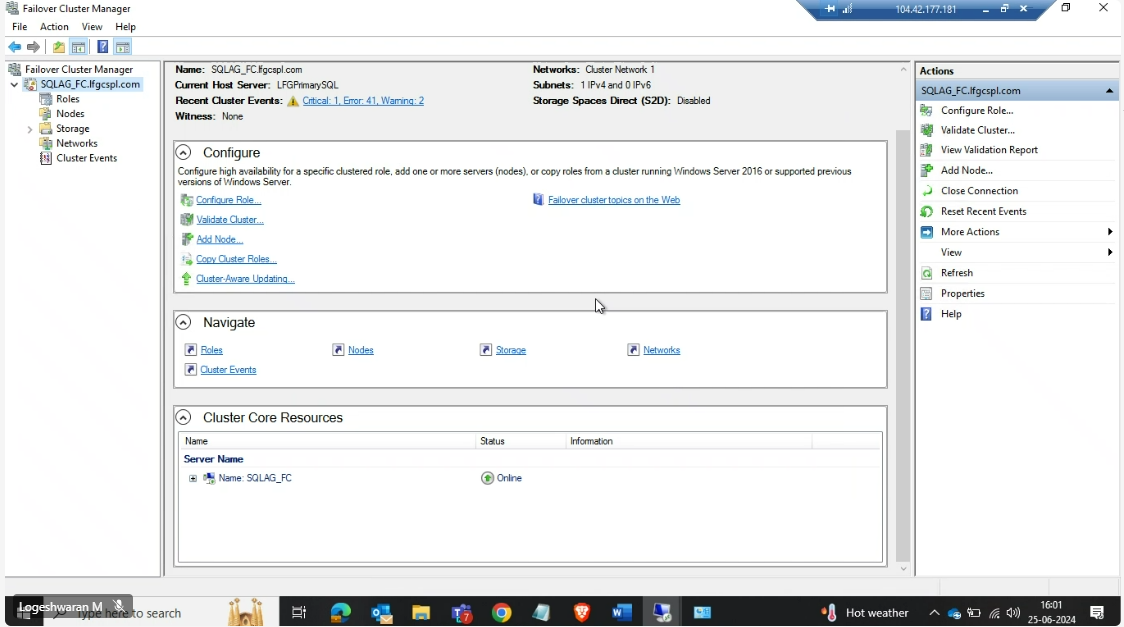 Failover Cluster Manager
104.42.177.181
File Action View Help
Failover Cluster Manager
SQLAG_FC.lfgcspl.com
Roles
Nodes
Storage
Networks
Cluster Events
Name: SQLAG_FC.lfgcspl.com
Current Host Server: LFGPrimarySQL
Recent Cluster Events: Critical: 1, Error: 41, Warning: 2
Witness: None
Networks: Cluster Network 1
Subnets: 1 IPv4 and 0 IPv6
Storage Spaces Direct (S2D): Disabled
Configure
Configure high availability for a specific clustered role, add one or more servers (nodes), or copy roles from a cluster running Windows Server 2016 or supported previous
versions of Windows Server.
Configure Role...
Validate Cluster...
Add Node...
Copy Cluster Roles...
Cluster-Aware Updating...
Failover cluster topics on the Web
Navigate
Roles Nodes Storage Networks
Cluster Events
Cluster Core Resources
Name Status Information
Server Name
Name: SQLAG_FC Online
Actions
SQLAG_FC.lfgcspl.com
Configure Role...
Validate Cluster...
View Validation Report
Add Node...
Close Connection
Reset Recent Events
More Actions
View
Refresh
Properties
Help
Logeshwaran M
Type here to search
7
Hot weather
16:01
25-06-2024